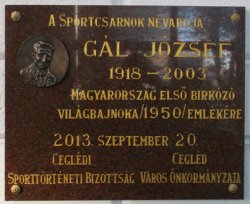 A SPORTCSARNOK NÉVADÓJA
GÁL JÓZSEF
1918 – 2003
MAGYARORSZÁG ELSŐ BIRKÓZÓ
VILÁGBAJNOKA/1950/EMLÉKÉRE
2013. SZEPTEMBER 20.
CEGLÉDI CEGLÉD
SPORTTÖRTÉNETI BIZOTTSÁG VÁROS ÖNKORMÁNYZATA